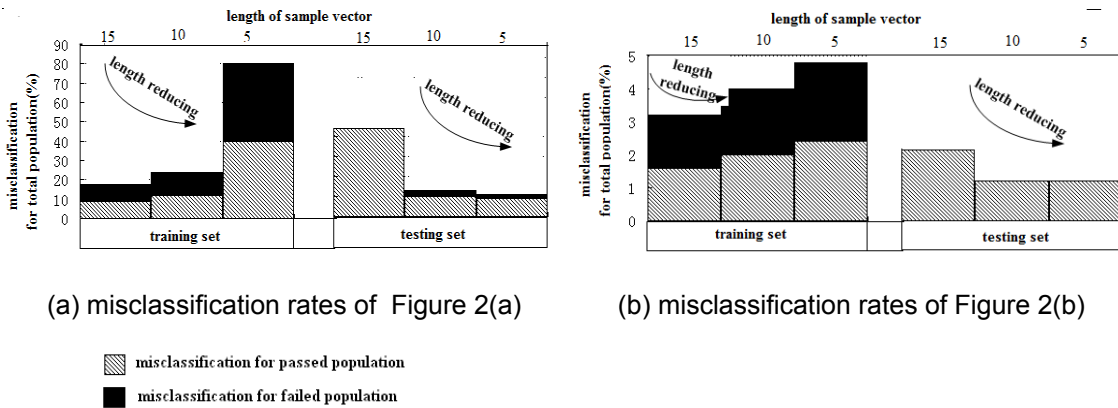 length of sample vector
15 10 5 15 10 5
misclassification
for total population(%)
90
80
70
60
50
40
30
20
10
0
length reducing
length reducing
training set
testing set
(a) misclassification rates of Figure 2(a)
length of sample vector
15 10 5 15 10 5
misclassification
for total population(%)
5
4
3
2
1
0
length
reducing
length reducing
training set
testing set
(b) misclassification rates of Figure 2(b)
misclassification for passed population
misclassification for failed population